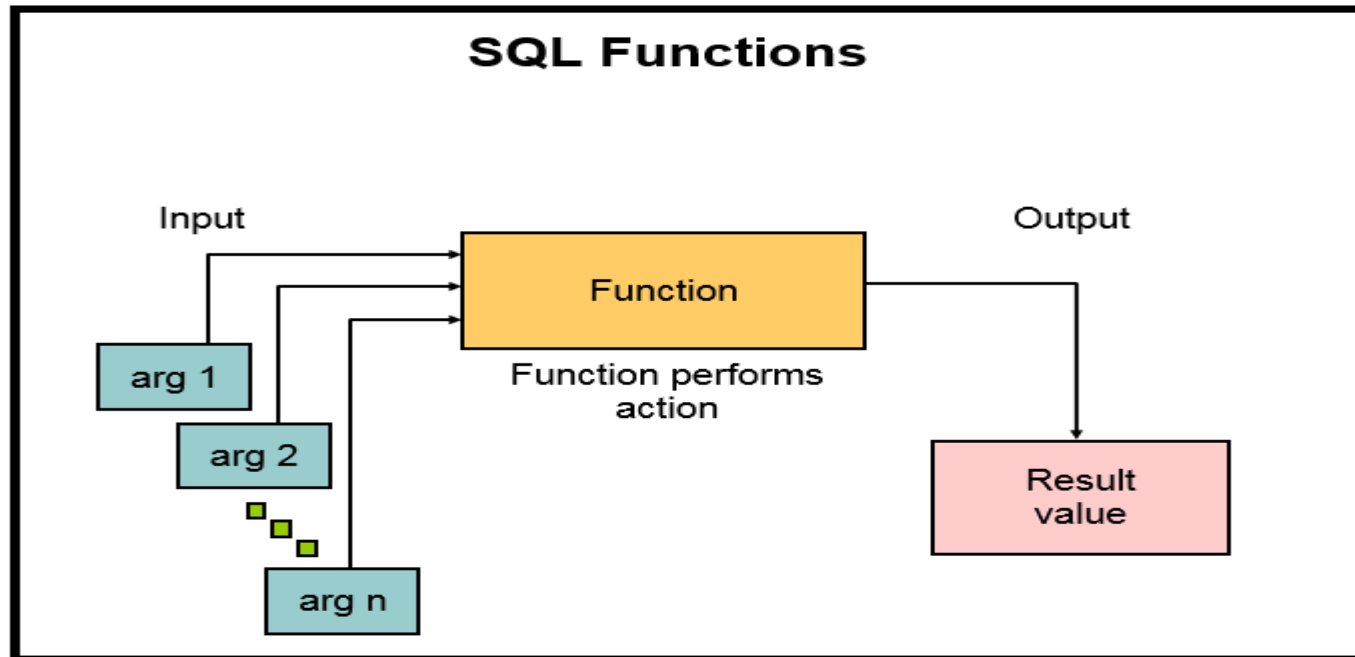 SQL Functions
Input
Output
Function
arg 1
Function performs
action
arg 2
Result
value
arg n